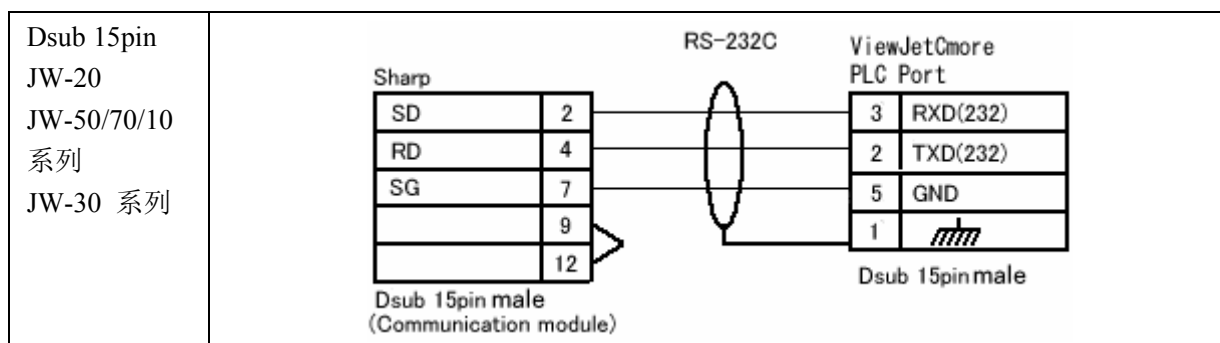 Dsub 15pin
JW-20
JW-50/70/10
系列
JW-30 系列
RS-232C
ViewJetCmore
PLC Port
Sharp
SD 2
RD 4
SG 7
9
12
3 RXD(232)
2 TXD(232)
5 GND
1
Dsub 15pin male
(Communication module)
Dsub 15pin male